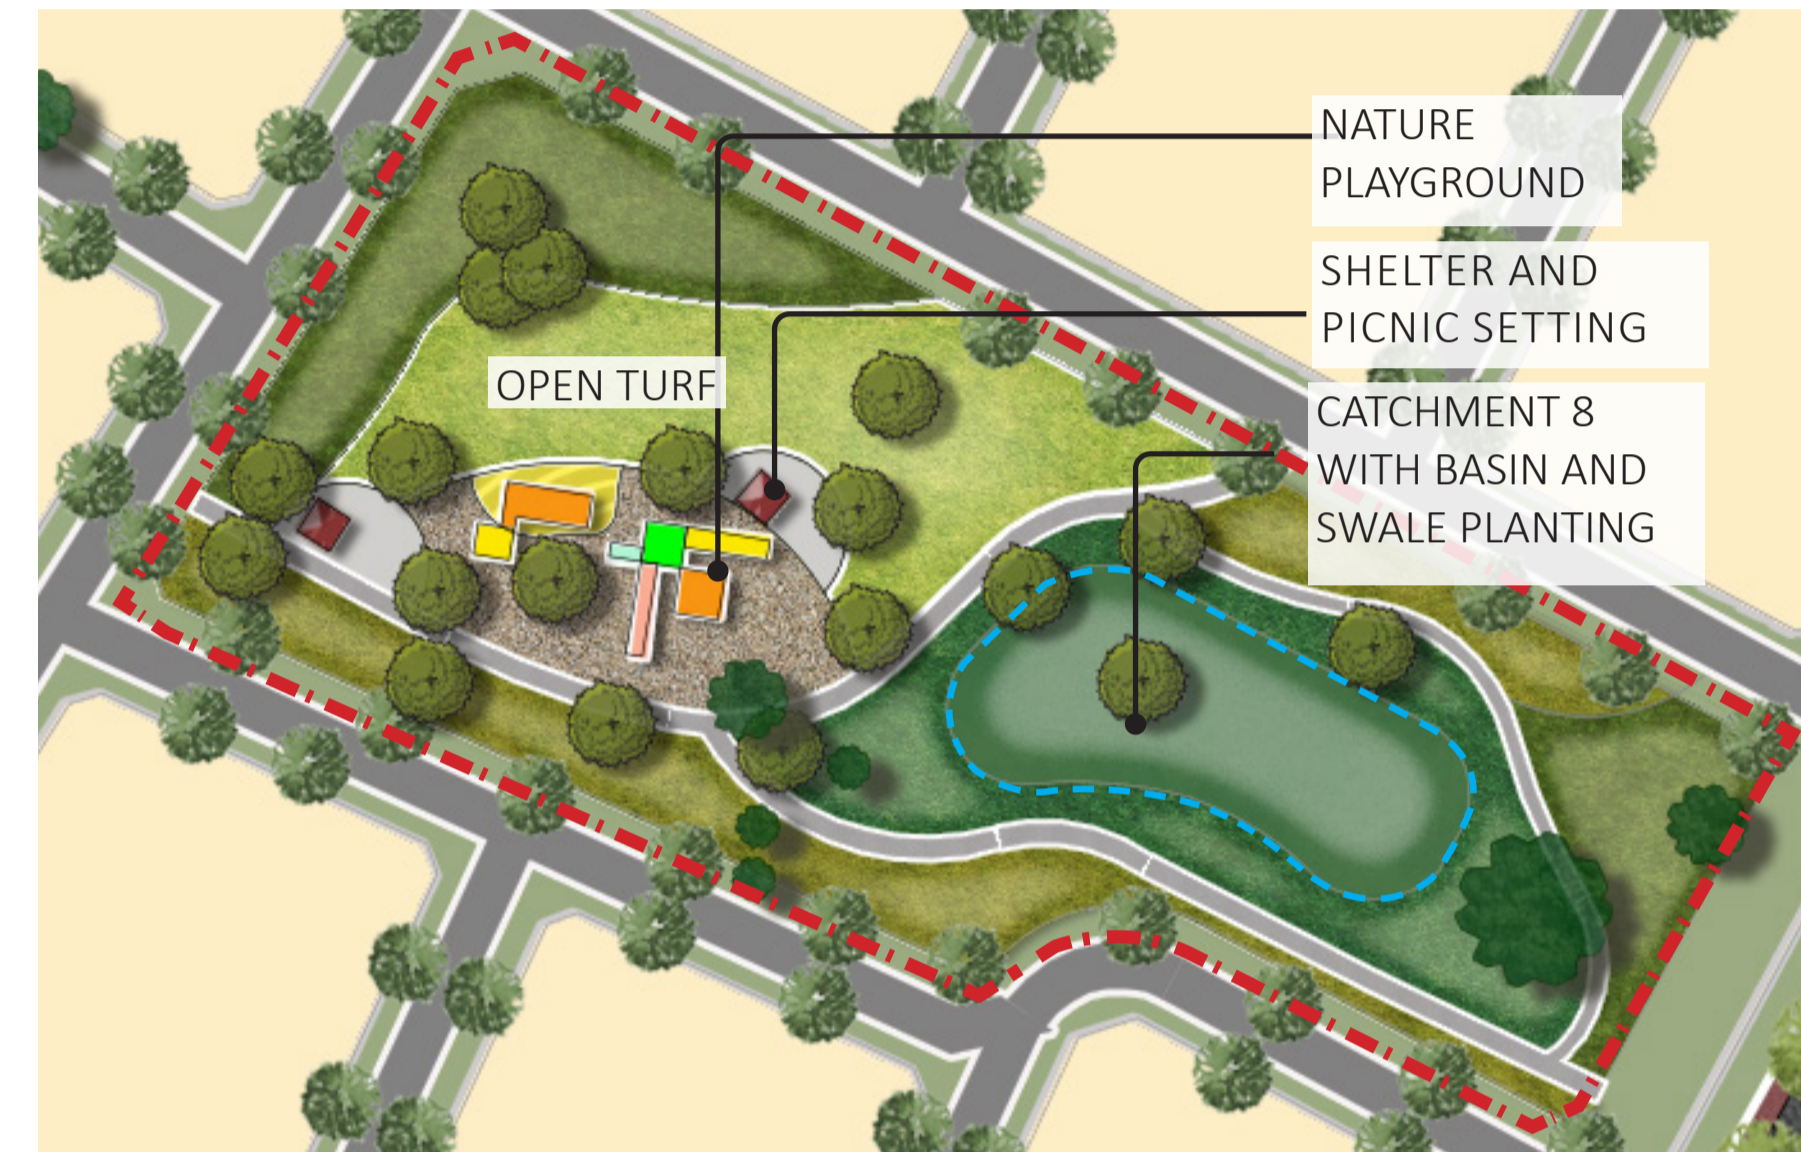 NATURE
PLAYGROUND
SHELTER AND
PICNIC SETTING
OPEN TURF
CATCHMENT 8
WITH BASIN AND
SWALE PLANTING